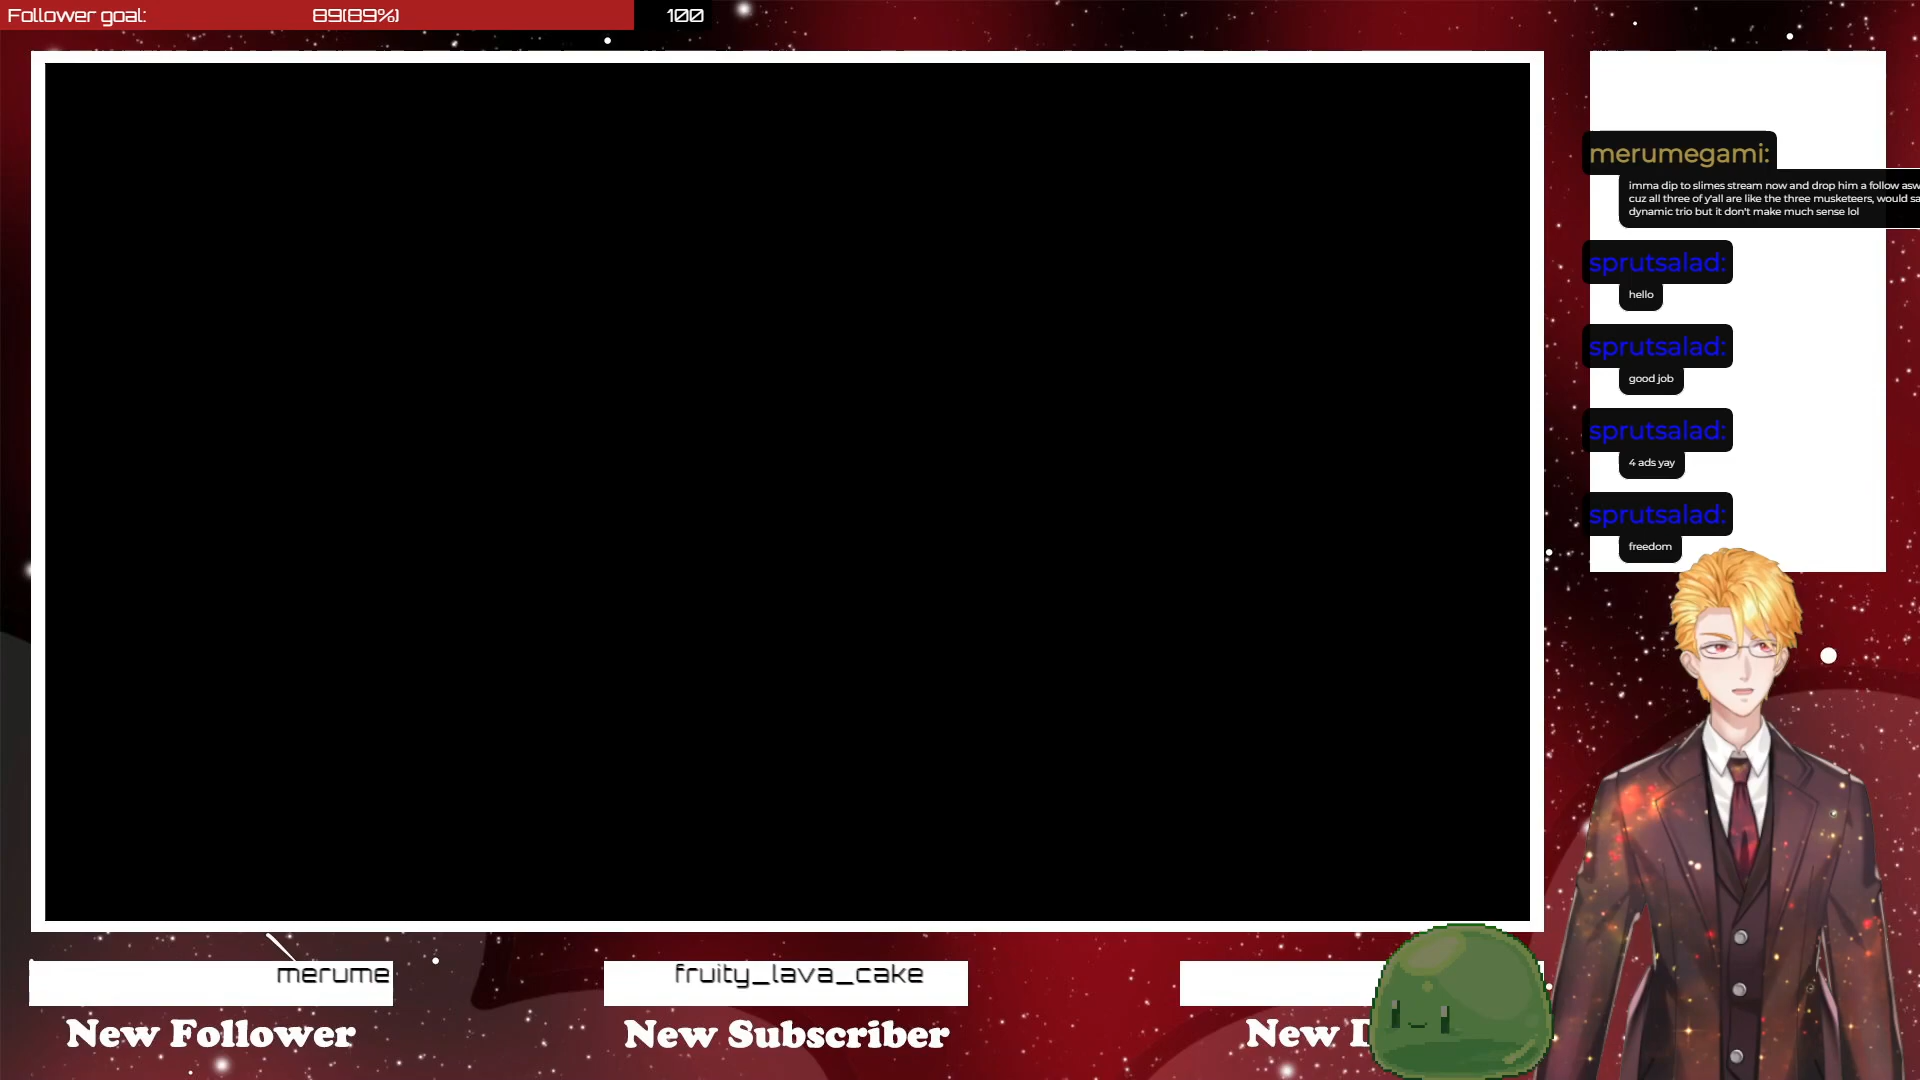 Follower goal: 89(89%) 100
merumegami:
imma dip to slimes stream now and drop him a follow
cuz all three of y'all are like the three musketeers, would
dynamic trio but it don't make much sense lol
sprutsalad:
hello
sprutsalad:
good job
sprutsalad:
4 ads yay
sprutsalad:
freedom
merume
fruity_lava_cake
New Follower
New Subscriber
New